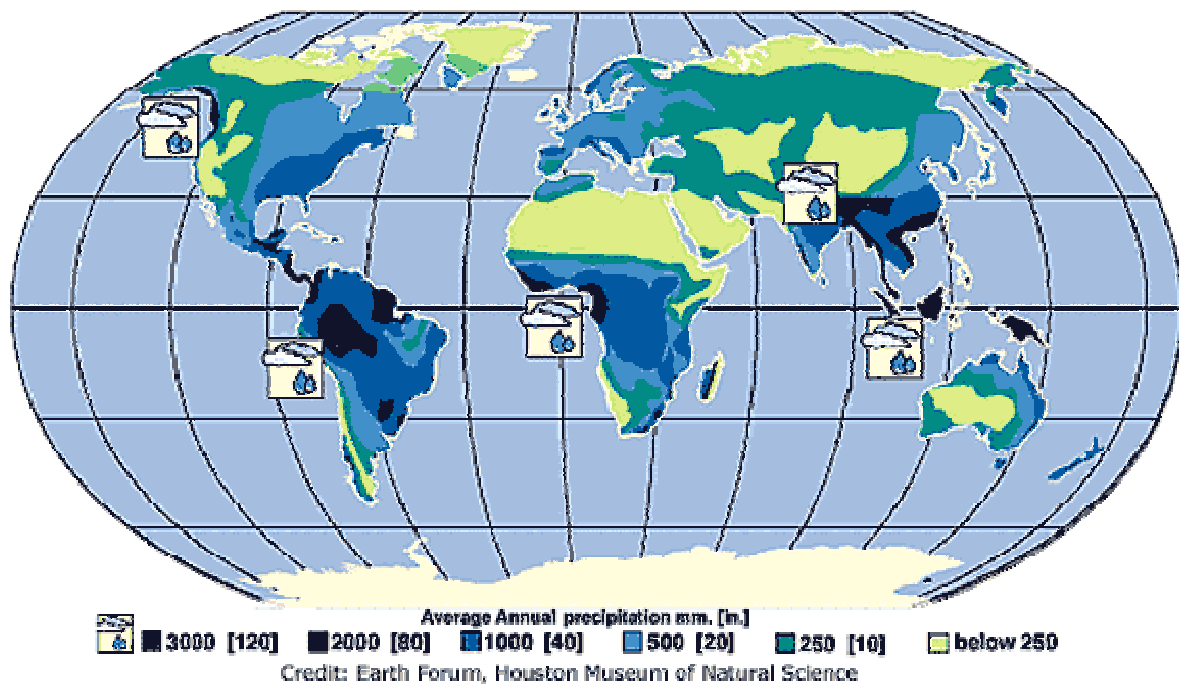 Average Annual precipitation mm. [in.]
3000 [120] 2000 [80] 1000 [40] 500 [20] 250 [10] below 250
Credit: Earth Forum, Houston Museum of Natural Science